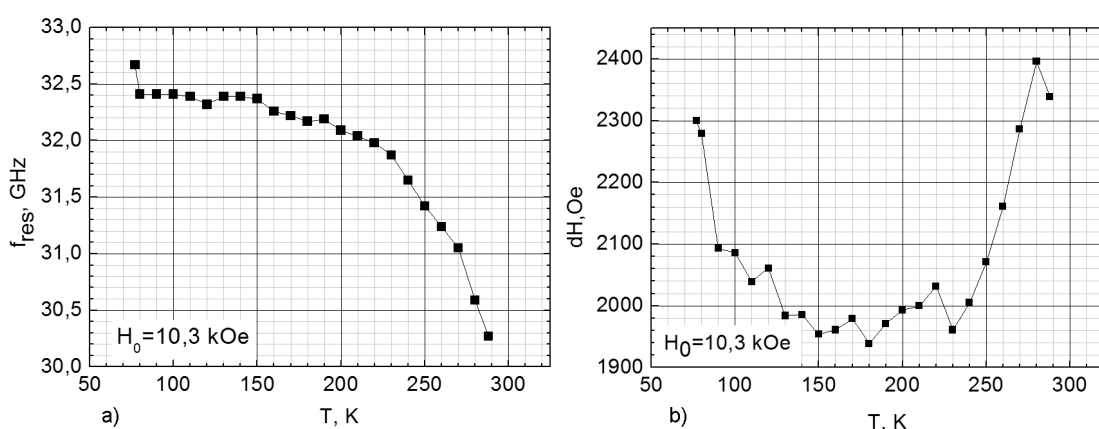 33,0
32,5
32,0
31,5
31,0
30,5
30,0
f_res, GHz
H_0=10,3 kOe
50 100 150 200 250 300
a) T, K
2400
2300
2200
2100
2000
1900
dH,Oe
H0=10,3 kOe
50 100 150 200 250 300
b) T, K